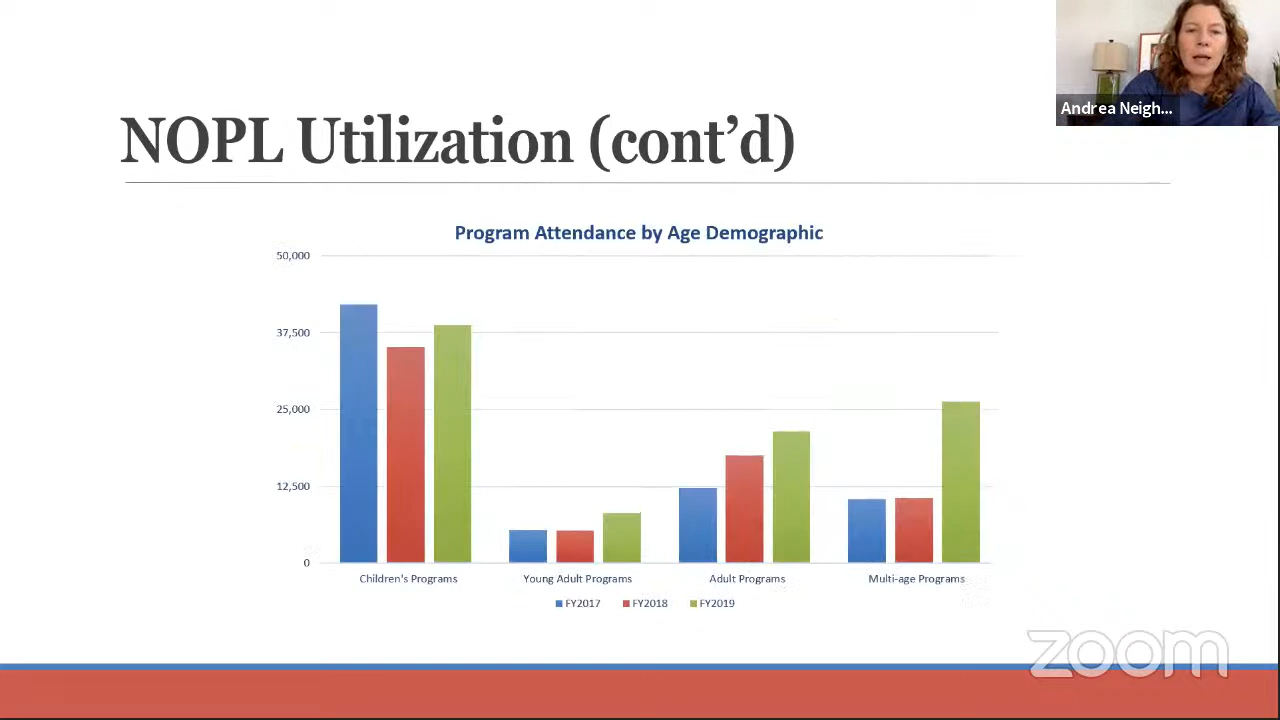 Andrea Neigh...
NOPL Utilization (cont’d)
Program Attendance by Age Demographic
50,000
37,500
25,000
12,500
0
Children's Programs
Young Adult Programs
Adult Programs
Multi-age Programs
FY2017
FY2018
FY2019
zoom